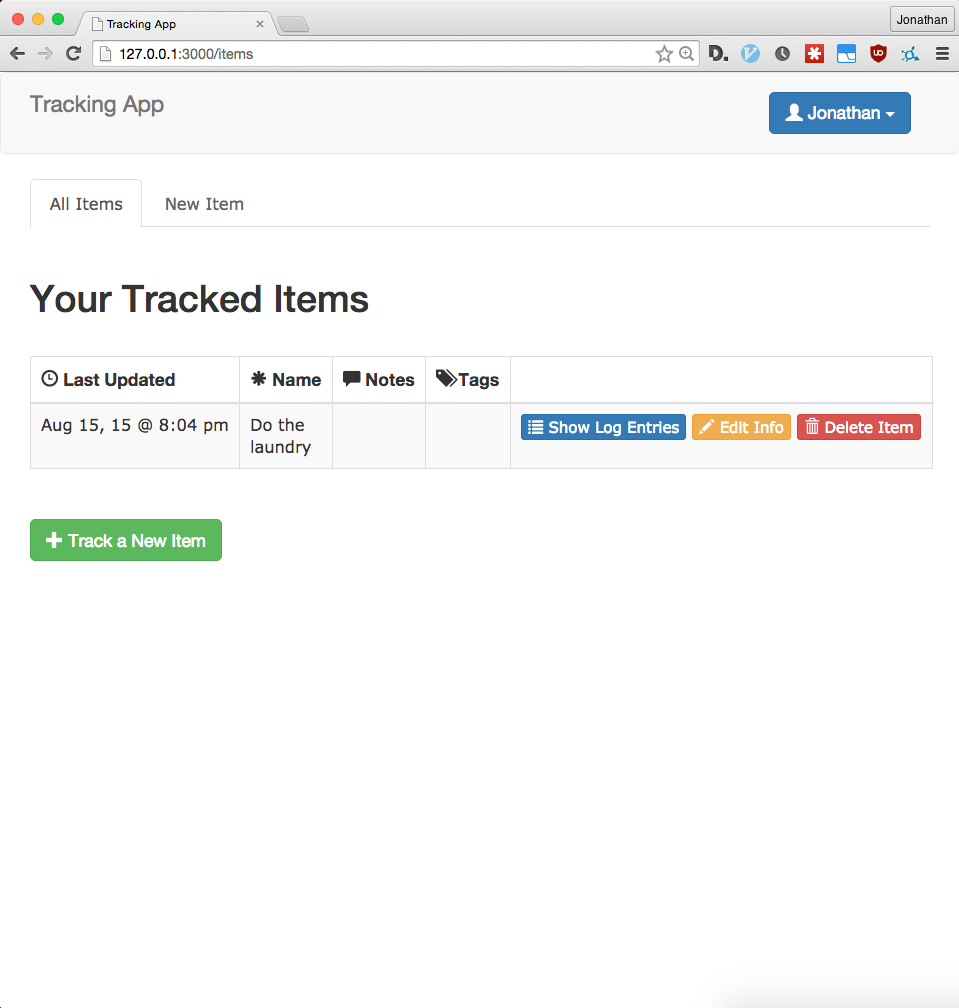 Tracking App
Jonathan
127.0.0.1:3000/items
D.
Tracking App
Jonathan
All Items
New Item
Your Tracked Items
Last Updated
Name
Notes
Tags
Aug 15, 15 @ 8:04 pm
Do the
laundry
Show Log Entries
Edit Info
Delete Item
Track a New Item